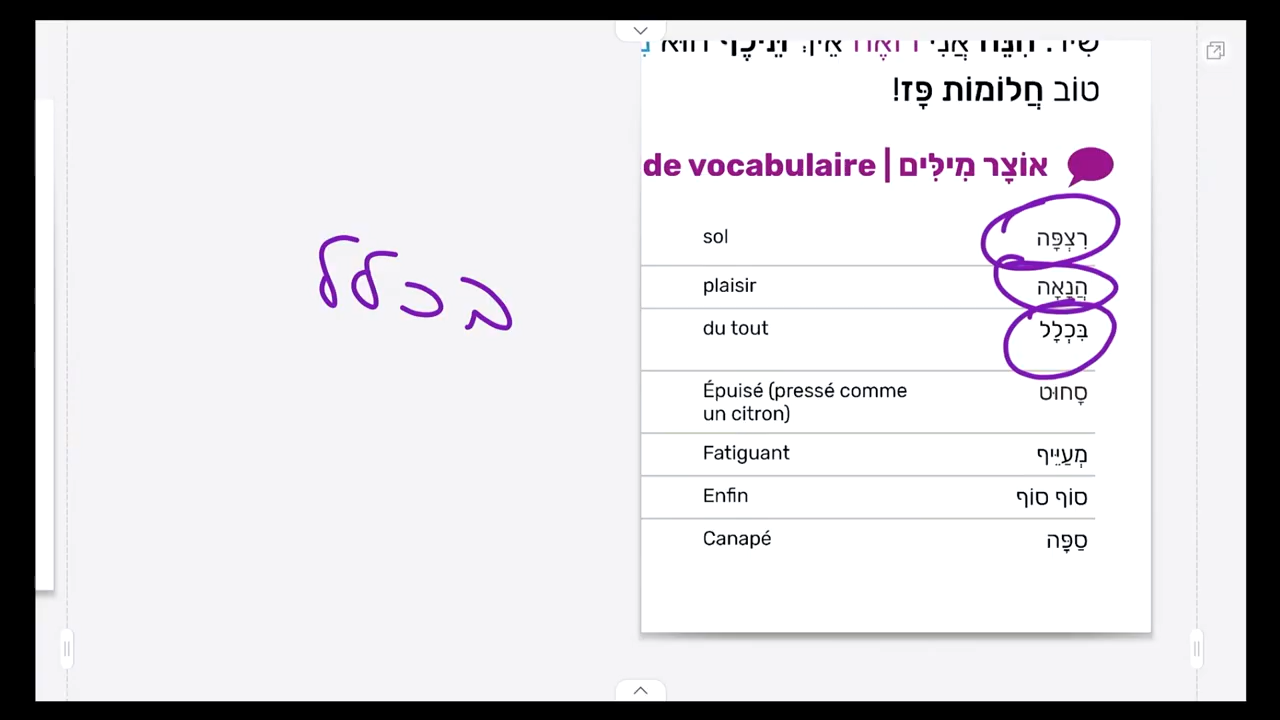 טוֹב חֲלוֹמוֹת פָּז!
אוֹצַר מִילִּים | de vocabulaire
רִצְפָּה sol
הֲנָאָה plaisir
בִּכְלָל du tout
סָחוּט Épuisé (pressé comme
un citron)
מְעַיֵּיף Fatiguant
סוֹף סוֹף Enfin
סַפָּה Canapé
בכלל